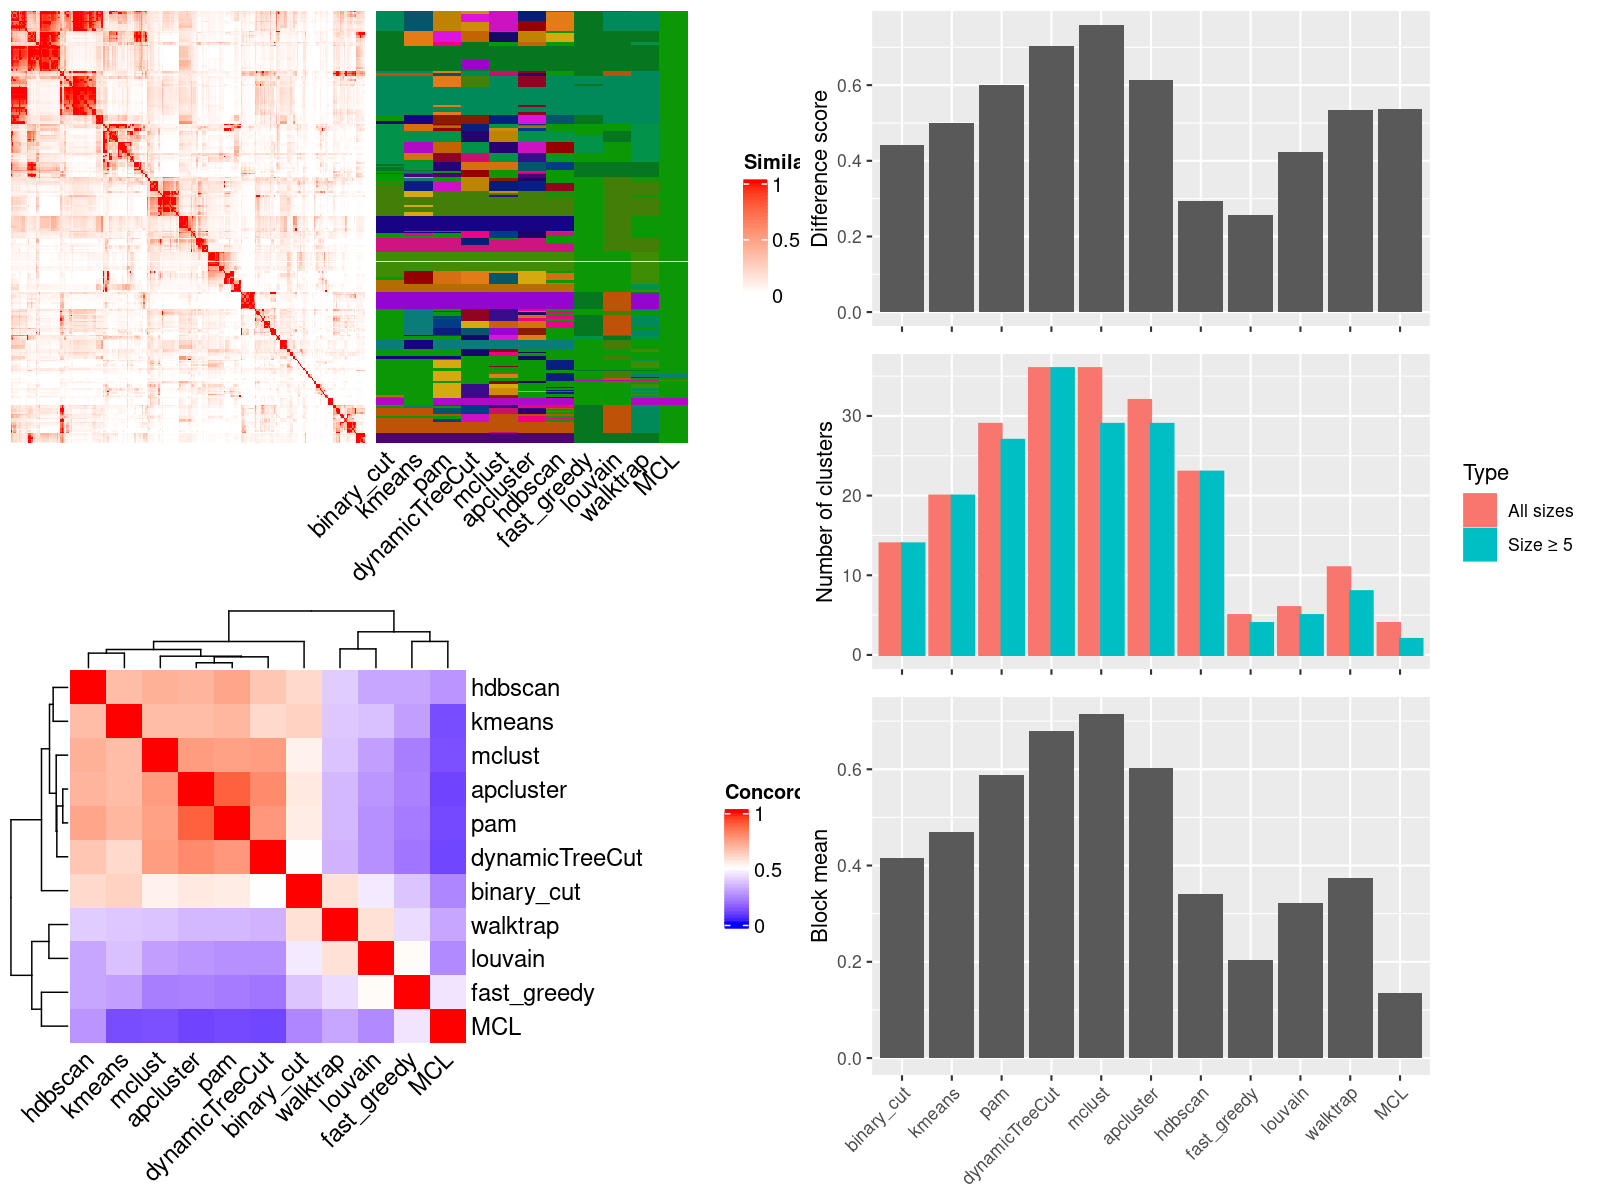 Simila
1
0.5
0
binary_cut
kmeans
pam
dynamicTreeCut
mclust
apcluster
hdbscan
fast_greedy
louvain
walktrap
MCL
hdbscan
kmeans
mclust
apcluster
pam
dynamicTreeCut
binary_cut
walktrap
louvain
fast_greedy
MCL
Concord
1
0.5
0
hdbscan
kmeans
mclust
apcluster
pam
dynamicTreeCut
binary_cut
walktrap
louvain
fast_greedy
MCL
Difference score
0.6
0.4
0.2
0.0
Number of clusters
30
20
10
0
Type
All sizes
Size ≥ 5
Block mean
0.6
0.4
0.2
0.0
binary_cut
kmeans
pam
dynamicTreeCut
mclust
apcluster
hdbscan
fast_greedy
louvain
walktrap
MCL